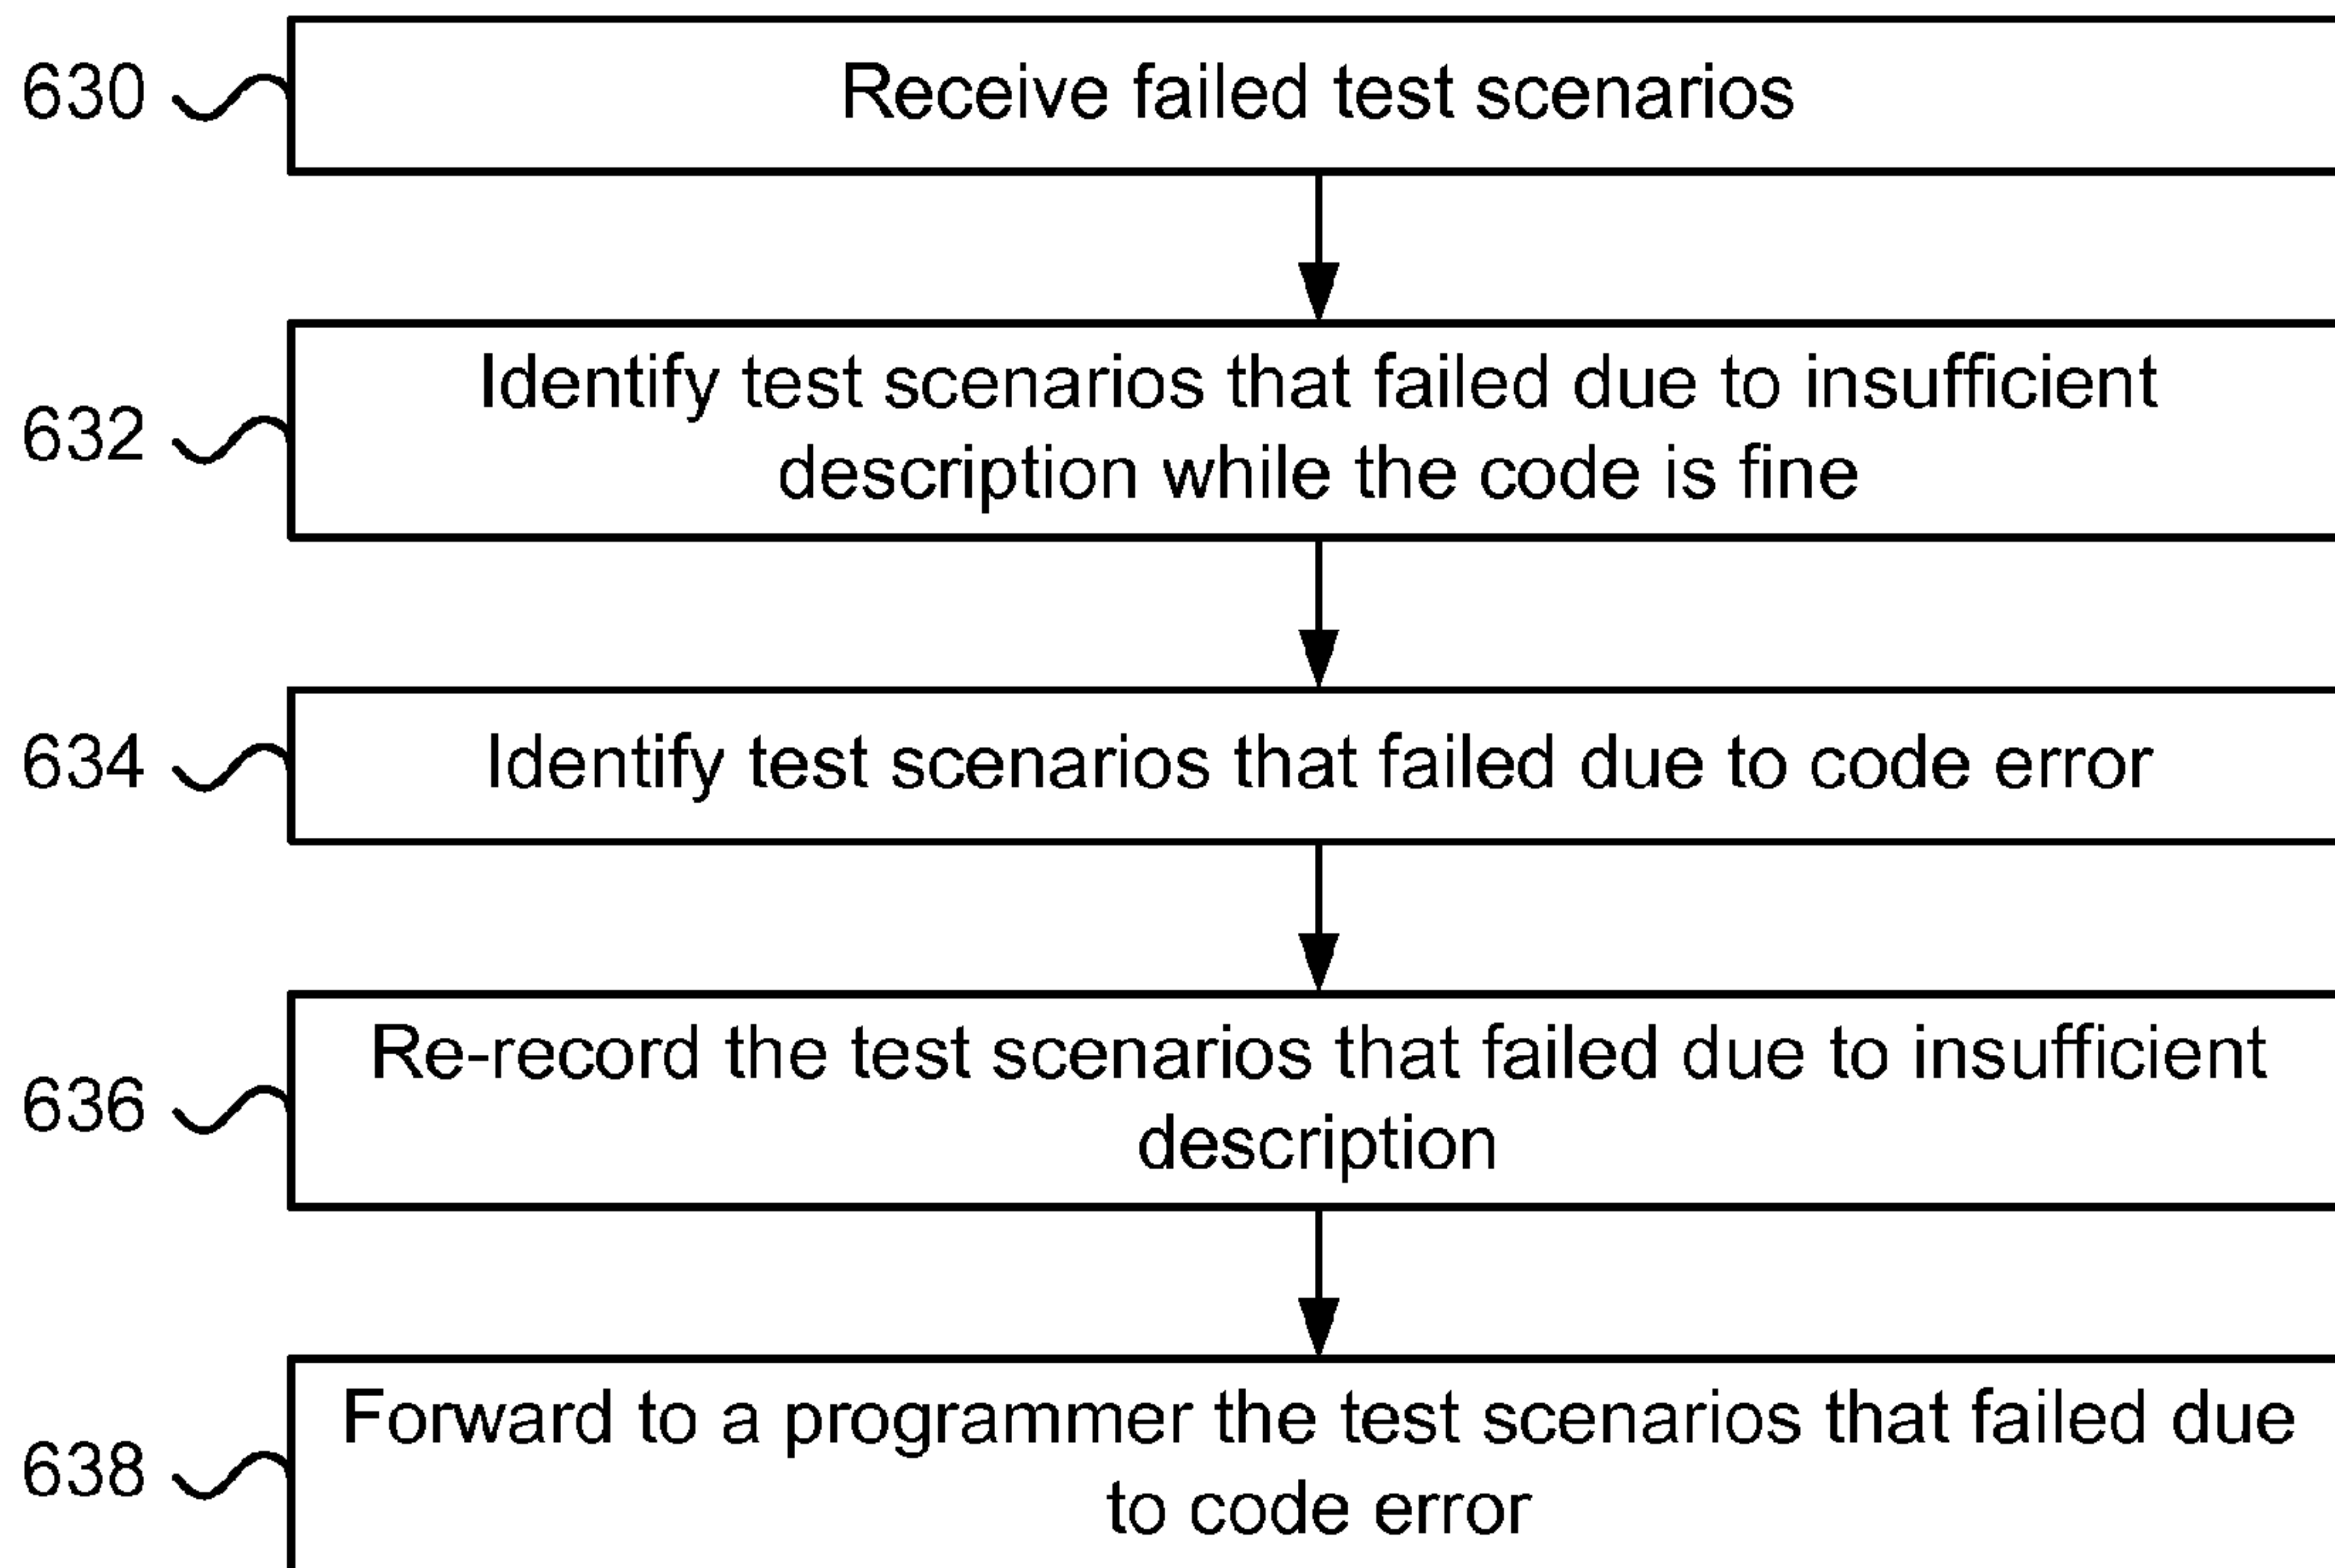 630
Receive failed test scenarios
632
Identify test scenarios that failed due to insufficient
description while the code is fine
634
Identify test scenarios that failed due to code error
636
Re-record the test scenarios that failed due to insufficient
description
638
Forward to a programmer the test scenarios that failed due
to code error